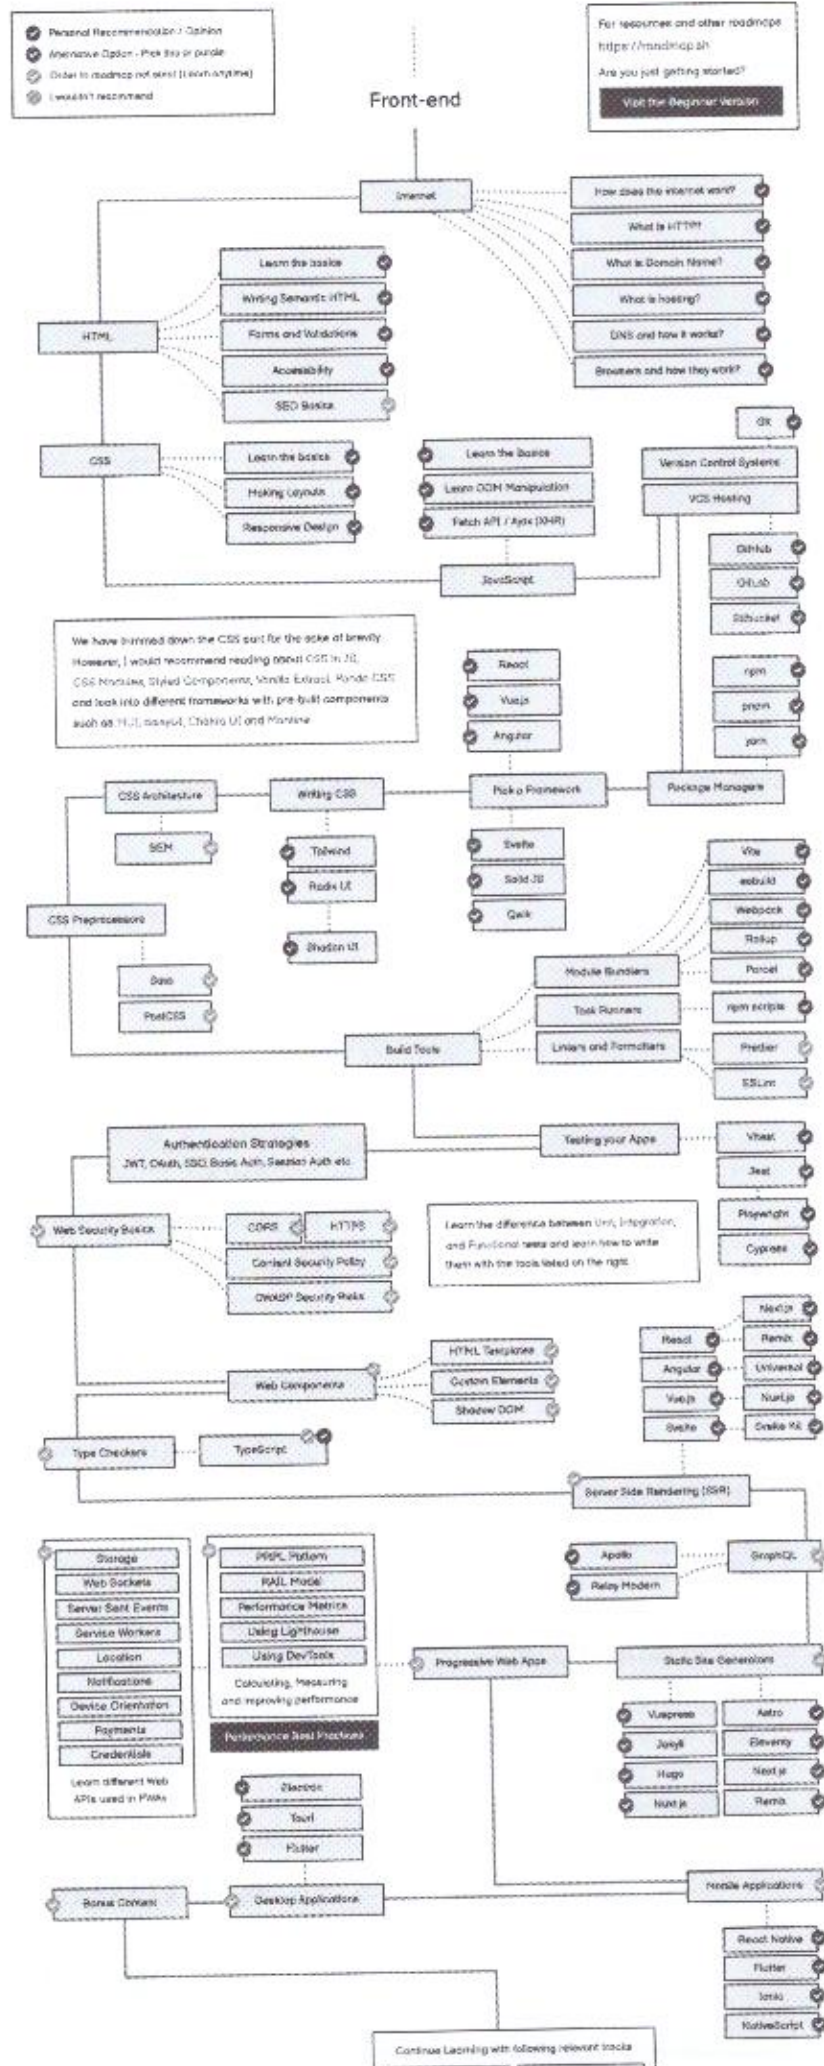 Personal Recommendation / Opinion
Alternative Option - Pick this or purple
Order in roadmap not strict (Learn anytime)
I wouldn't recommend
For resources and other roadmaps
https://roadmap.sh
Are you just getting started?
Visit the Beginner Version
Front-end
Internet
How does the internet work?
What is HTTP?
What is Domain Name?
What is hosting?
DNS and how it works?
Browsers and how they work?
HTML
Learn the basics
Writing Semantic HTML
Forms and Validations
Accessibility
SEO Basics
CSS
Learn the basics
Making Layouts
Responsive Design
Learn the Basics
Learn DOM Manipulation
Fetch API / Ajax (XHR)
JavaScript
Git
Version Control Systems
VCS Hosting
GitHub
GitLab
Bitbucket
We have trimmed down the CSS part for the sake of brevity.
However, I would recommend reading about CSS in JS,
CSS Modules, Styled Components, Vanilla Extract, Panda CSS
and look into different frameworks with pre-built components
such as Chakra UI and Mantine
npm
pnpm
yarn
Package Managers
React
Vue.js
Angular
Pick a Framework
Svelte
Solid JS
Qwik
Writing CSS
Tailwind
Radix UI
Shadcn UI
CSS Architecture
BEM
CSS Preprocessors
Sass
PostCSS
Build Tools
Module Bundlers
Vite
esbuild
Webpack
Rollup
Parcel
Task Runners
npm scripts
Linters and Formatters
Prettier
ESLint
Testing your Apps
Vitest
Jest
Playwright
Cypress
Learn the difference between Unit, Integration,
and Functional tests and learn how to write
them with the tools listed on the right
Authentication Strategies
JWT, OAuth, SSO, Basic Auth, Session Auth etc.
Web Security Basics
CORS
HTTPS
Content Security Policy
OWASP Security Risks
Web Components
HTML Templates
Custom Elements
Shadow DOM
Type Checkers
TypeScript
React
Next.js
Remix
Angular
Universal
Vue.js
Nuxt.js
Svelte
Svelte Kit
Server Side Rendering (SSR)
GraphQL
Apollo
Relay Modern
Static Site Generators
Vuepress
Jekyll
Hugo
Nuxt.js
Astro
Eleventy
Next.js
Remix
Progressive Web Apps
PRPL Pattern
RAIL Model
Performance Metrics
Using Lighthouse
Using DevTools
Calculating, Measuring
and improving performance
Performance Best Practices
Storage
Web Sockets
Server Sent Events
Service Workers
Location
Notifications
Device Orientation
Payments
Credentials
Learn different Web
APIs used in PWAs
Mobile Applications
React Native
Flutter
Ionic
NativeScript
Desktop Applications
Electron
Tauri
Flutter
Bonus Content
Continue Learning with following relevant tracks